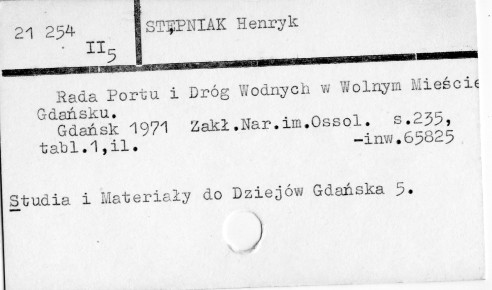 21 254
II5
STĘPNIAK Henryk
Rada Portu i Dróg Wodnych w Wolnym Mieście
Gdańsku.
Gdańsk 1971 Zakł.Nar.im.Ossol. s.235,
tabl.1,il. -inw.65825
Studia i Materiały do Dziejów Gdańska 5.